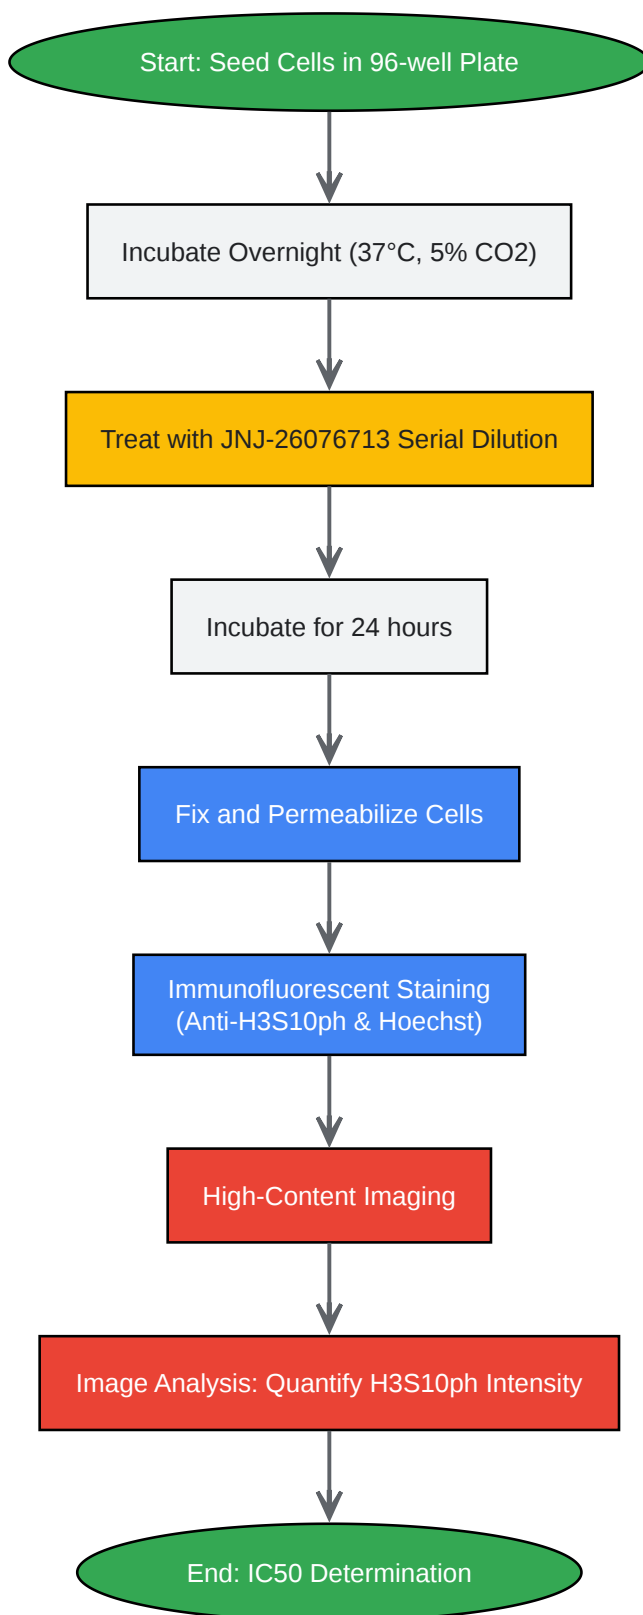 Start: Seed Cells in 96-well Plate
Incubate Overnight (37°C, 5% CO2)
Treat with JNJ-26076713 Serial Dilution
Incubate for 24 hours
Fix and Permeabilize Cells
Immunofluorescent Staining
(Anti-H3S10ph & Hoechst)
High-Content Imaging
Image Analysis: Quantify H3S10ph Intensity
End: IC50 Determination